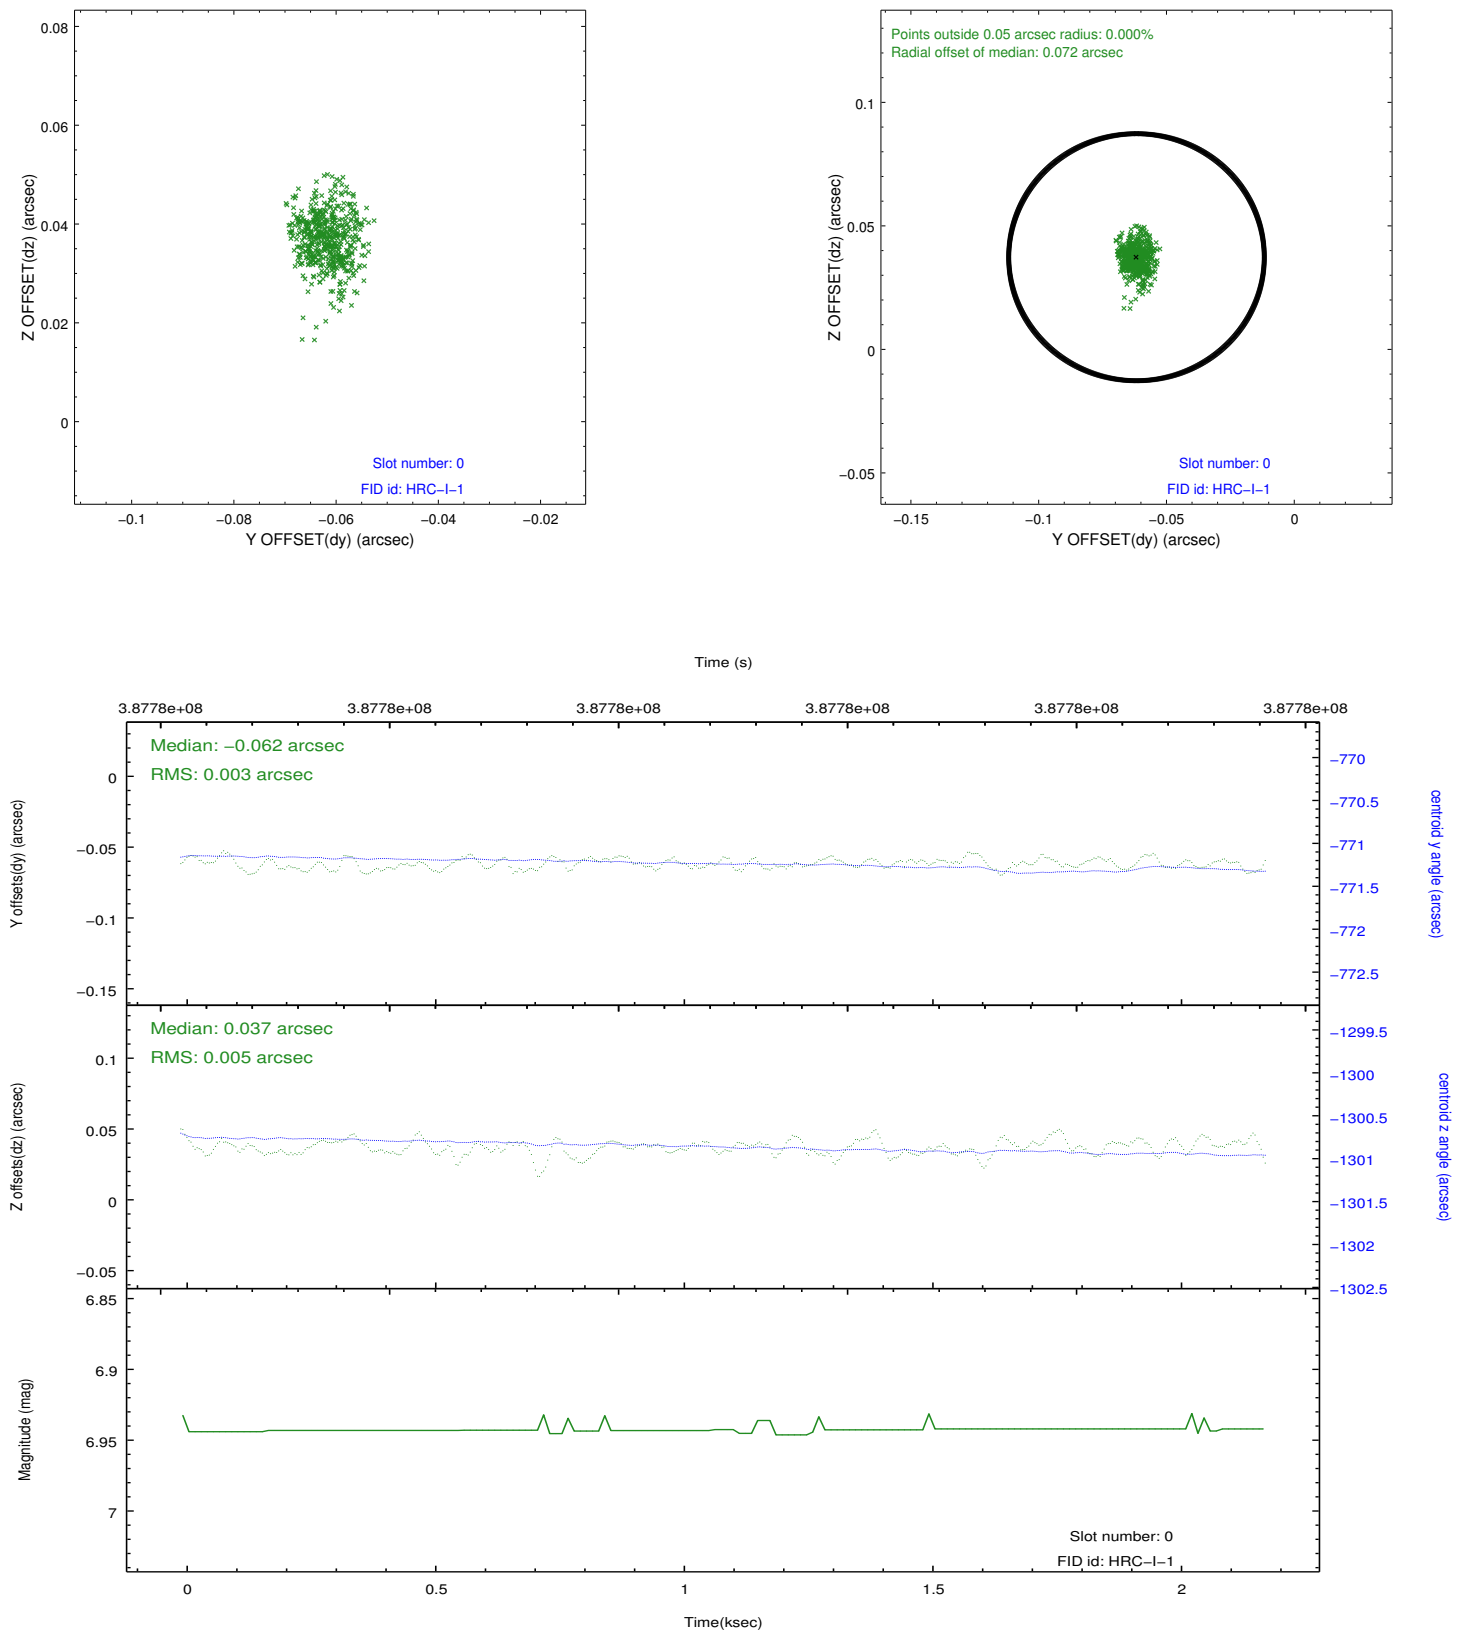 0.08
0.06
0.04
0.02
0
Z OFFSET(dz) (arcsec)
Slot number: 0
FID id: HRC−I−1
−0.1 −0.08 −0.06 −0.04 −0.02
Y OFFSET(dy) (arcsec)
Points outside 0.05 arcsec radius: 0.000%
Radial offset of median: 0.072 arcsec
0.1
0.05
0
−0.05
Z OFFSET(dz) (arcsec)
Slot number: 0
FID id: HRC−I−1
−0.15 −0.1 −0.05 0
Y OFFSET(dy) (arcsec)
Time (s)
3.8778e+08 3.8778e+08 3.8778e+08 3.8778e+08 3.8778e+08 3.8778e+08
Median: −0.062 arcsec
RMS: 0.003 arcsec
0
−0.05
−0.1
−0.15
Y offsets(dy) (arcsec)
−770
−770.5
−771
−771.5
−772
−772.5
centroid y angle (arcsec)
Median: 0.037 arcsec
RMS: 0.005 arcsec
0.1
0.05
0
−0.05
Z offsets(dz) (arcsec)
−1299.5
−1300
−1300.5
−1301
−1301.5
−1302
−1302.5
centroid z angle (arcsec)
6.85
6.9
6.95
7
Magnitude (mag)
Slot number: 0
FID id: HRC−I−1
0 0.5 1 1.5 2
Time(ksec)